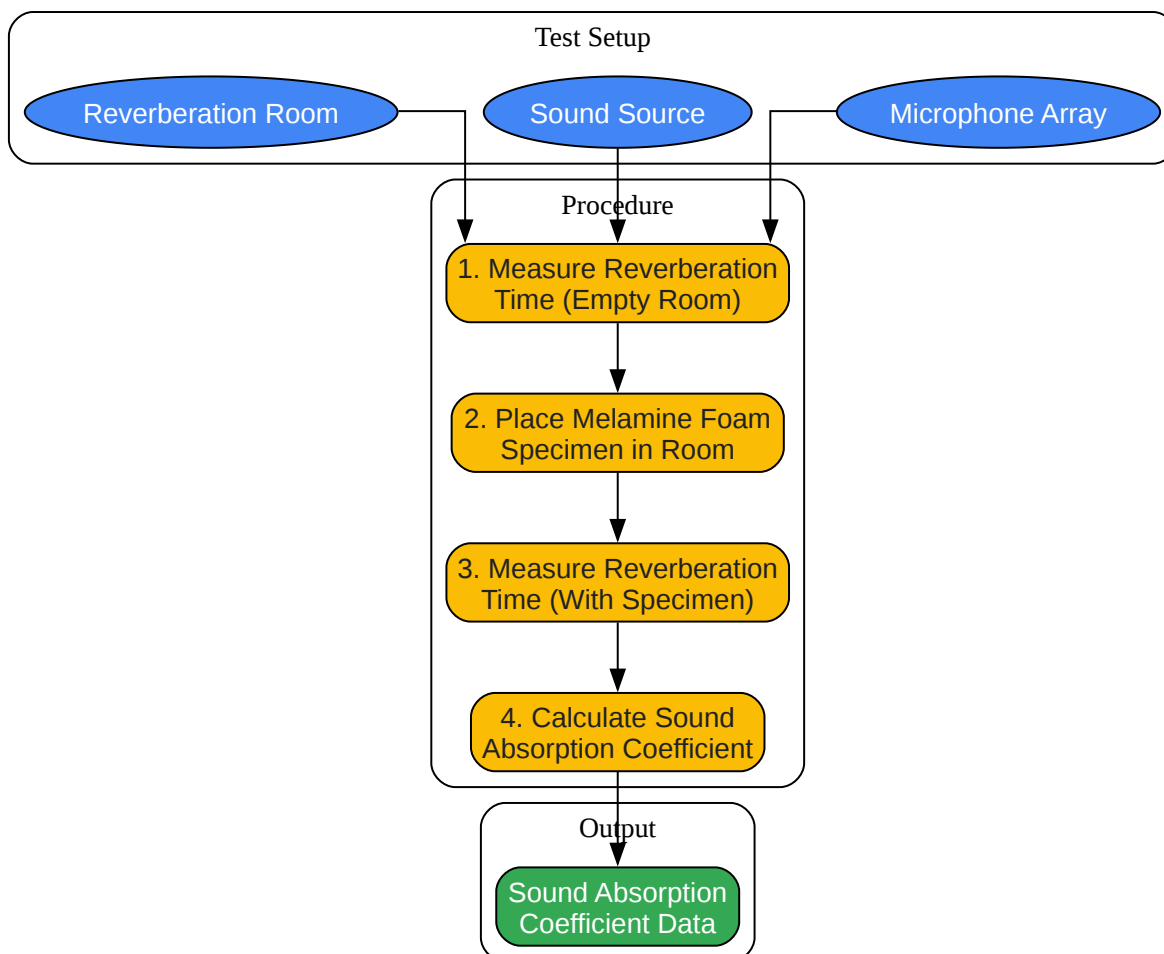 Test Setup
Reverberation Room
Sound Source
Microphone Array
Procedure
1. Measure Reverberation
Time (Empty Room)
2. Place Melamine Foam
Specimen in Room
3. Measure Reverberation
Time (With Specimen)
4. Calculate Sound
Absorption Coefficient
Output
Sound Absorption
Coefficient Data